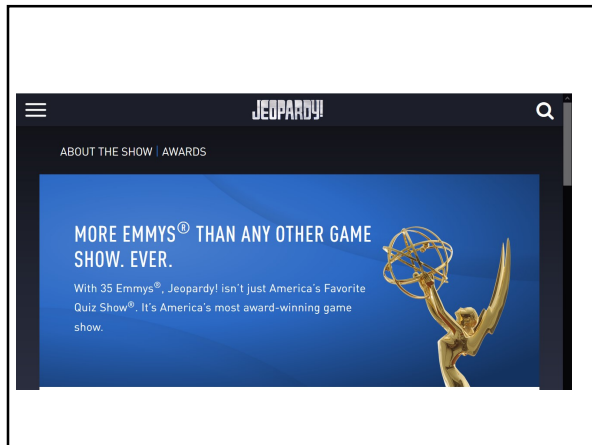 JEOPARDY!
ABOUT THE SHOW | AWARDS
MORE EMMYS® THAN ANY OTHER GAME
SHOW. EVER.
With 35 Emmys®, Jeopardy! isn't just America's Favorite
Quiz Show®. It's America's most award-winning game
show.